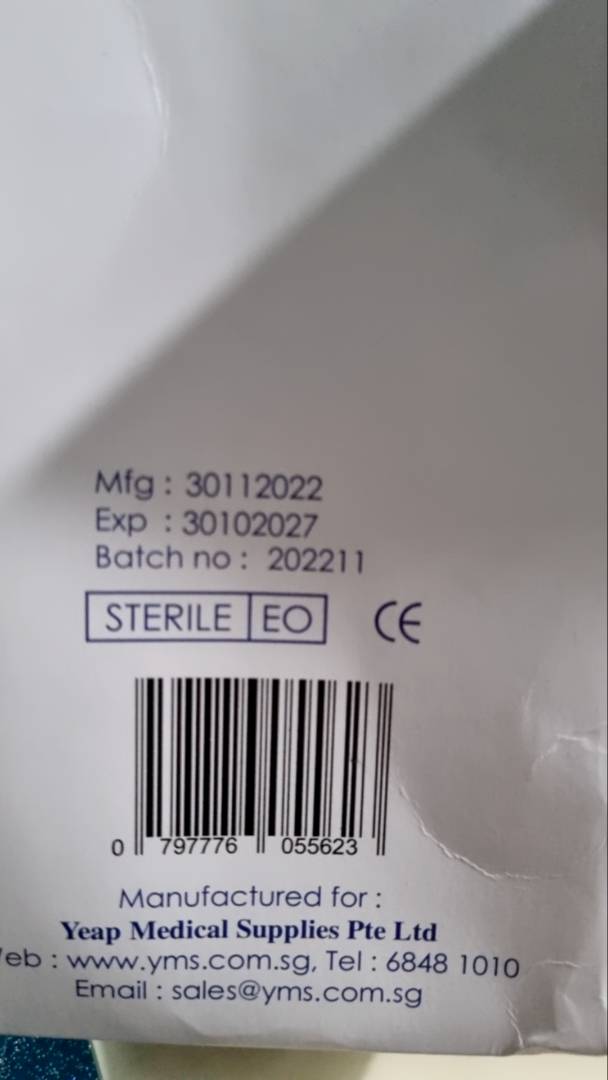 Mfg : 30112022
Exp : 30102027
Batch no : 202211
STERILE EO CE
0 797776 055623
Manufactured for :
Yeap Medical Supplies Pte Ltd
: www.yms.com.sg, Tel : 6848 1010
Email : sales@yms.com.sg